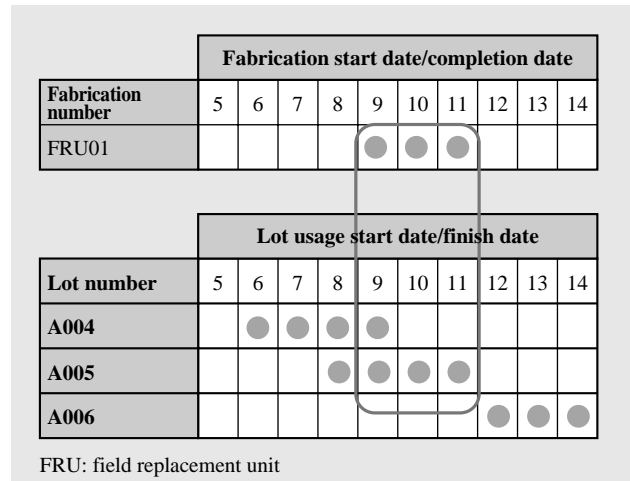 Fabrication start date/completion date
Fabrication number 5 6 7 8 9 10 11 12 13 14
FRU01
Lot usage start date/finish date
Lot number 5 6 7 8 9 10 11 12 13 14
A004
A005
A006
FRU: field replacement unit